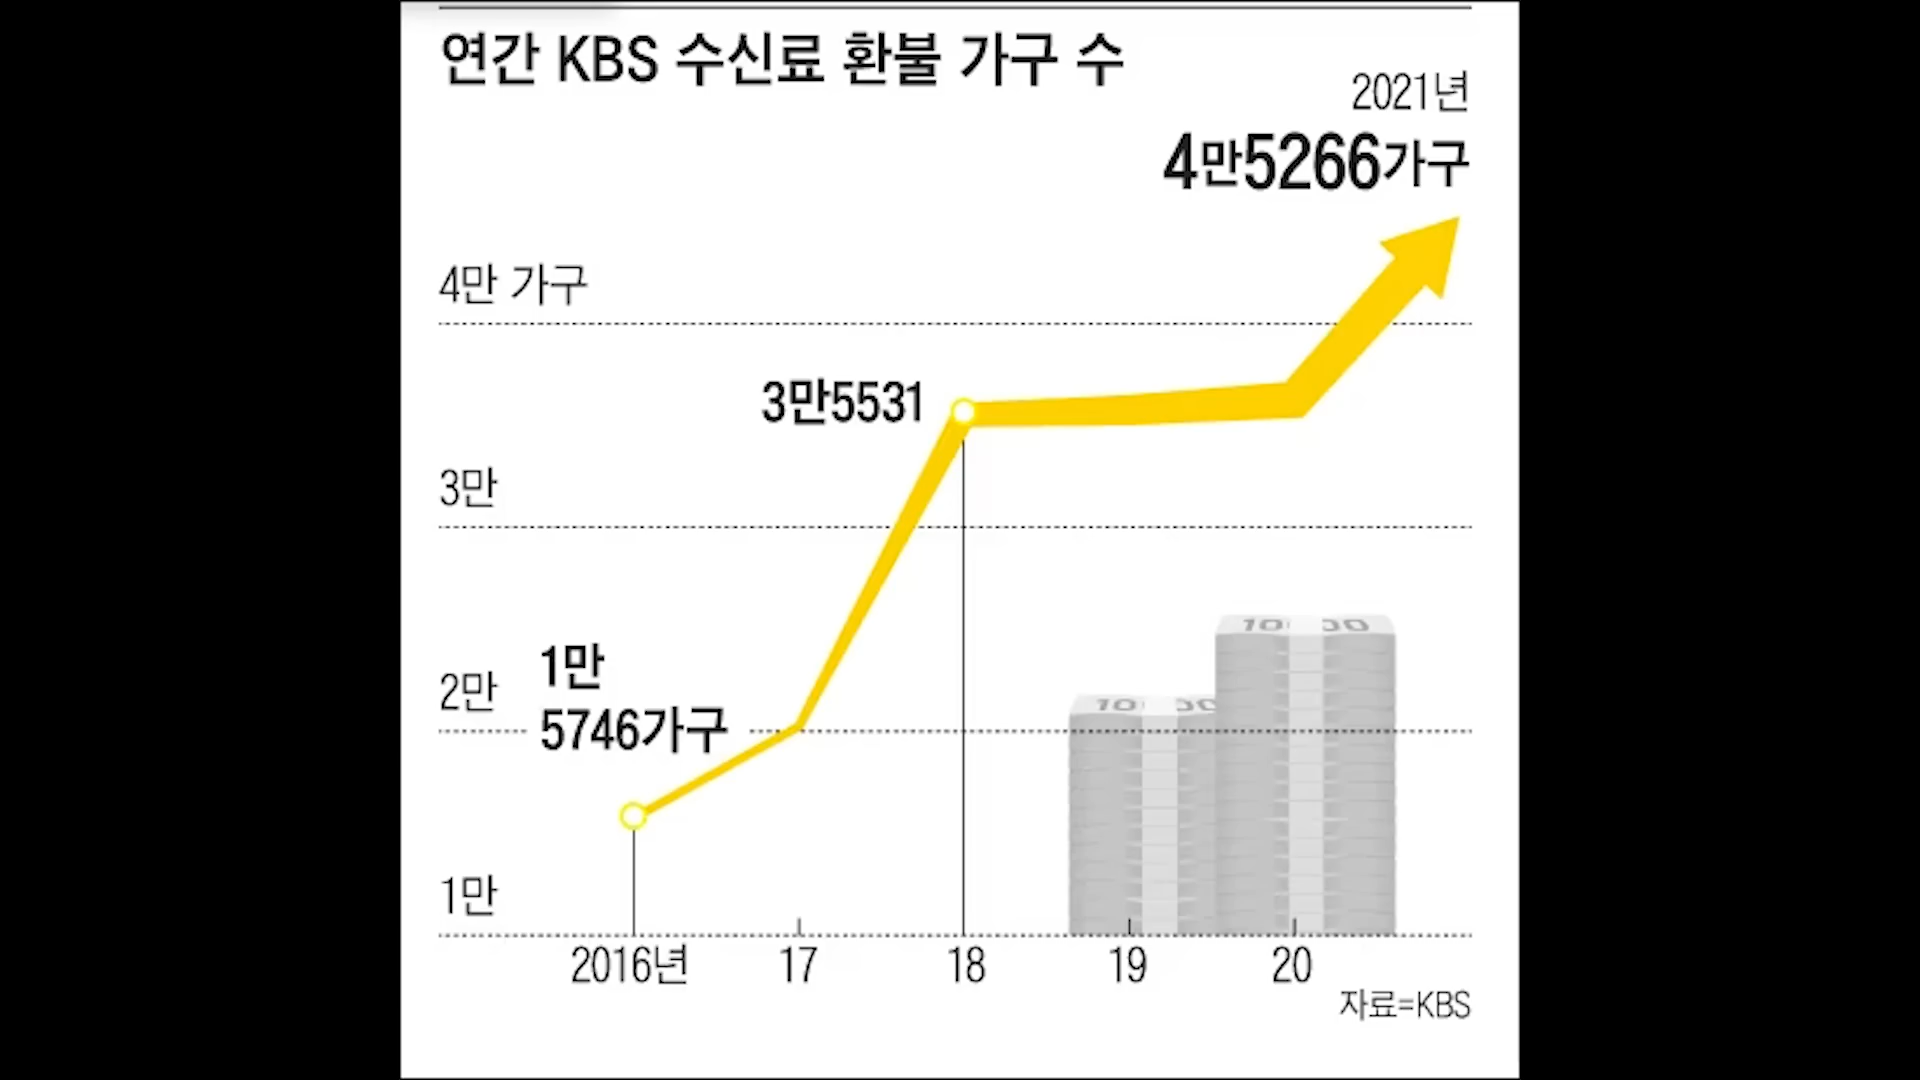 연간 KBS 수신료 환불 가구 수
2021년
4만5266가구
4만 가구
3만5531
3만
1만
5746가구
2만
1만
2016년 17 18 19 20
자료=KBS